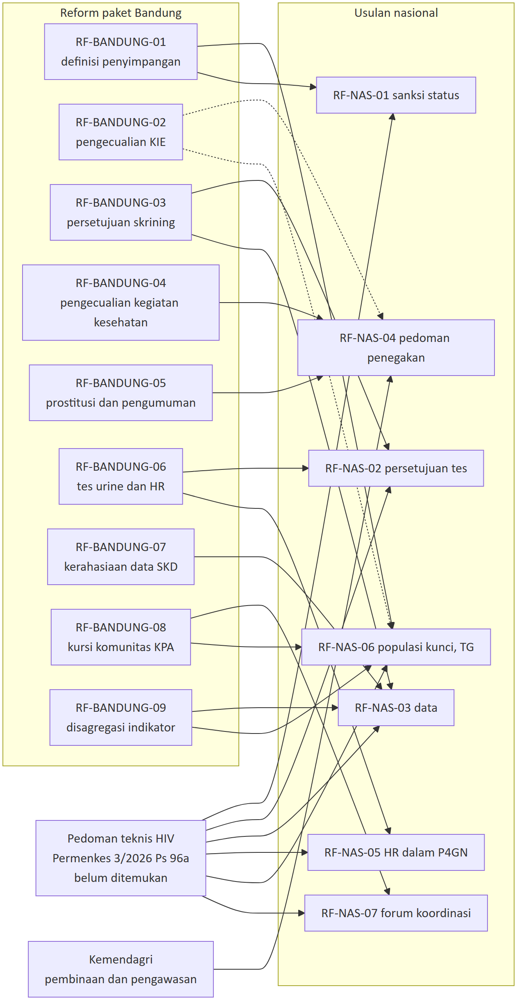 Reform paket Bandung
RF-BANDUNG-01
definisi penyimpangan
RF-BANDUNG-02
pengecualian KIE
RF-BANDUNG-03
persetujuan skrining
RF-BANDUNG-04
pengecualian kegiatan
kesehatan
RF-BANDUNG-05
prostitusi dan pengumuman
RF-BANDUNG-06
tes urine dan HR
RF-BANDUNG-07
kerahasiaan data SKD
RF-BANDUNG-08
kursi komunitas KPA
RF-BANDUNG-09
disagregasi indikator
Pedoman teknis HIV
Permenkes 3/2026 Ps 96a
belum ditemukan
Kemendagri
pembinaan dan pengawasan
Usulan nasional
RF-NAS-01 sanksi status
RF-NAS-04 pedoman
penegakan
RF-NAS-02 persetujuan tes
RF-NAS-06 populasi kunci, TG
RF-NAS-03 data
RF-NAS-05 HR dalam P4GN
RF-NAS-07 forum koordinasi